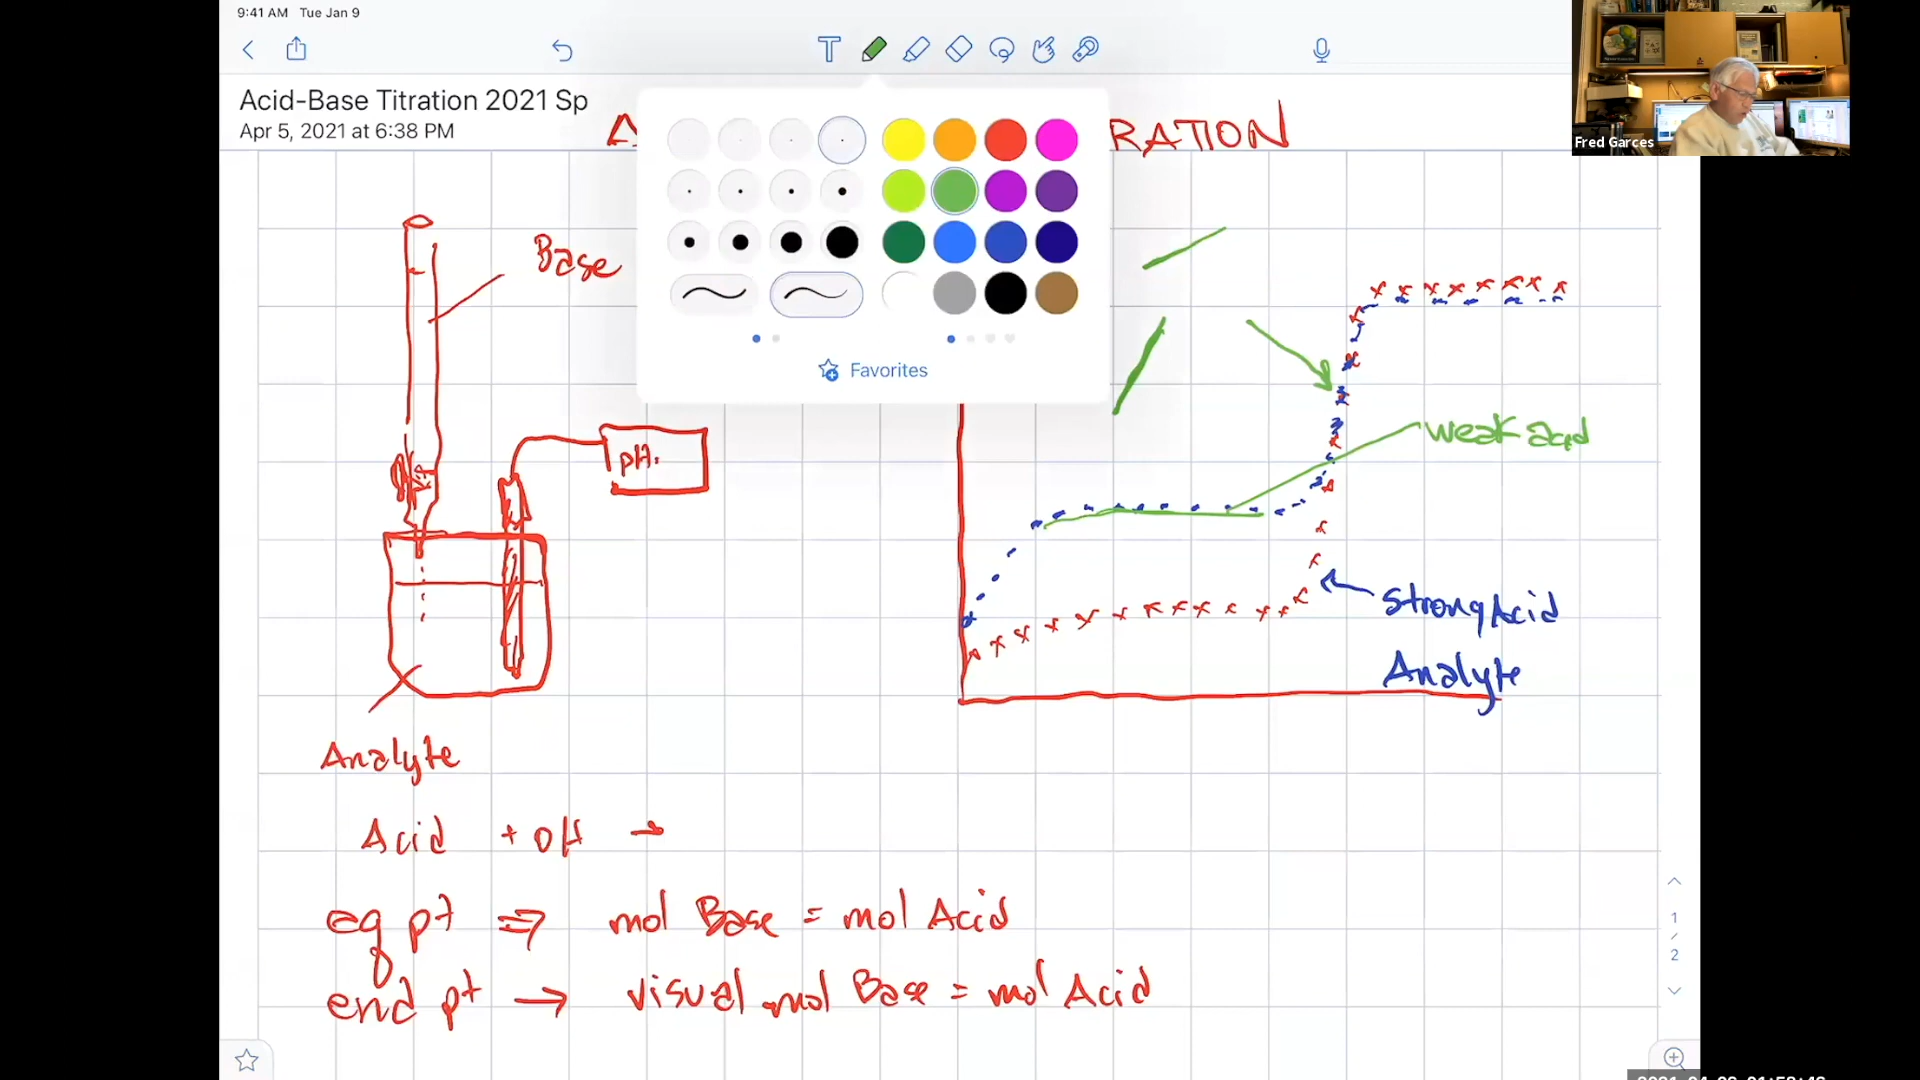 9:41 AM Tue Jan 9
Acid-Base Titration 2021 Sp
Apr 5, 2021 at 6:38 PM
RATION
Fred Garces
Base
Favorites
weak acid
pH.
Strong Acid
Analyte
Analyte
Acid + OH →
eq pt ⇒ mol Base = mol Acid
end pt → visual mol Base = mol Acid
1
/
2